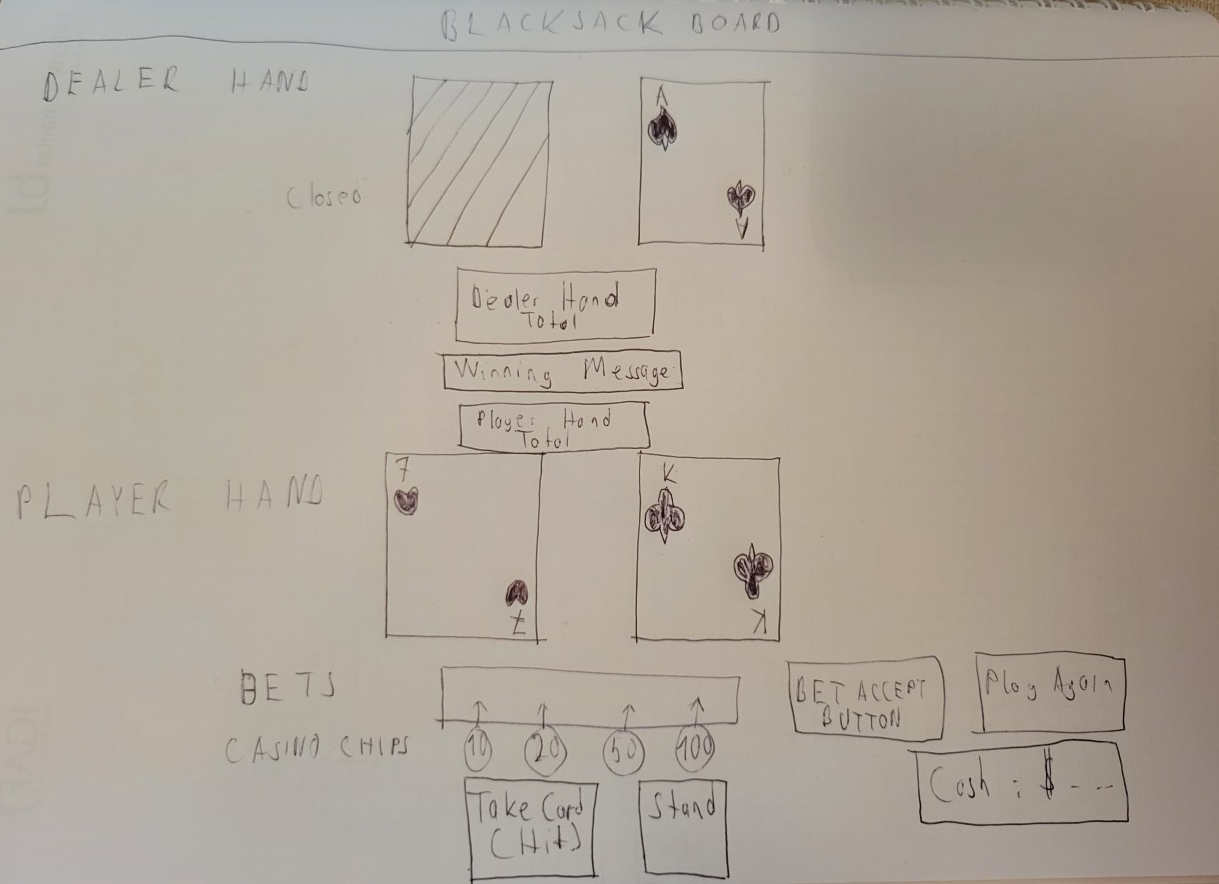 BLACKJACK BOARD
DEALER HAND
A
Closed
A
Dealer Hand
Total
Winning Message
Player Hand
Total
7
K
PLAYER HAND
7
K
BETS
BET ACCEPT
BUTTON
Play Again
CASINO CHIPS
10
20
50
100
Take Card
(Hit)
Stand
Cash : $ - - -